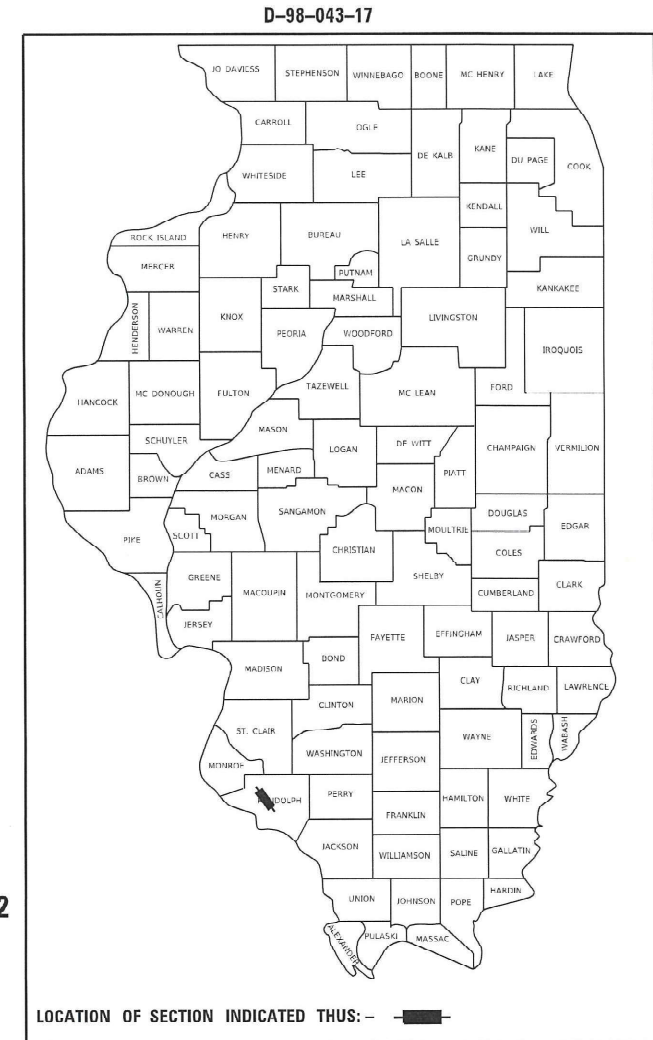 D-98-043-17
JO DAVIESS STEPHENSON WINNEBAGO BOONE MC HENRY LAKE
CARROLL OGLE
DE KALB KANE DU PAGE COOK
WHITESIDE LEE
KENDALL
ROCK ISLAND HENRY BUREAU LA SALLE WILL
MERCER PUTNAM GRUNDY
STARK MARSHALL KANKAKEE
HENDERSON WARREN KNOX PEORIA WOODFORD LIVINGSTON
IROQUOIS
HANCOCK MC DONOUGH FULTON TAZEWELL MC LEAN FORD
SCHUYLER MASON LOGAN DE WITT CHAMPAIGN VERMILION
ADAMS BROWN CASS MENARD PIATT
MACON
MORGAN SANGAMON DOUGLAS
PIKE SCOTT CHRISTIAN MOULTRIE COLES EDGAR
GREENE MACOUPIN MONTGOMERY SHELBY CUMBERLAND CLARK
CALHOUN JERSEY
FAYETTE EFFINGHAM JASPER CRAWFORD
MADISON BOND
CLAY RICHLAND LAWRENCE
CLINTON MARION
ST. CLAIR WAYNE EDWARDS WABASH
WASHINGTON JEFFERSON
MONROE
RANDOLPH PERRY HAMILTON WHITE
FRANKLIN
JACKSON WILLIAMSON SALINE GALLATIN
UNION JOHNSON POPE HARDIN
2
ALEXANDER PULASKI MASSAC
LOCATION OF SECTION INDICATED THUS: –